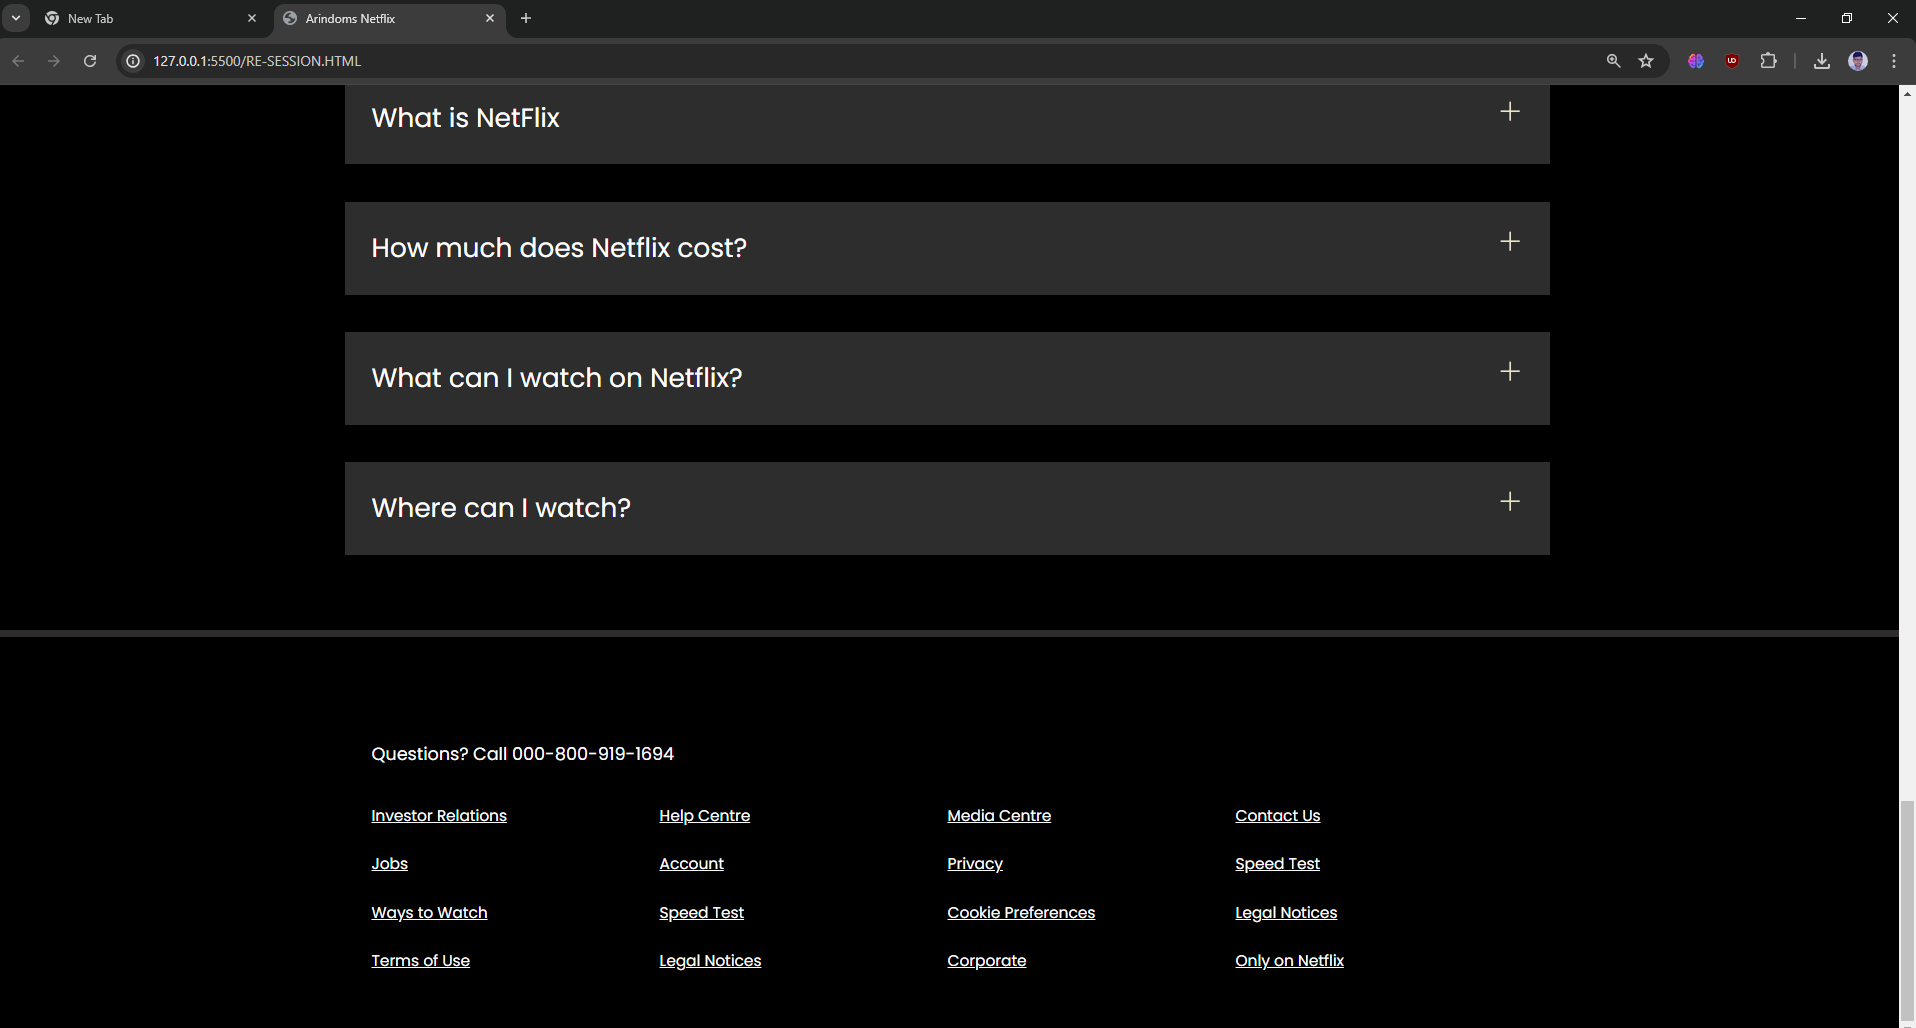 New Tab
Arindoms Netflix
127.0.0.1:5500/RE-SESSION.HTML
What is NetFlix
How much does Netflix cost?
What can I watch on Netflix?
Where can I watch?
Questions? Call 000-800-919-1694
Investor Relations Help Centre Media Centre Contact Us
Jobs Account Privacy Speed Test
Ways to Watch Speed Test Cookie Preferences Legal Notices
Terms of Use Legal Notices Corporate Only on Netflix